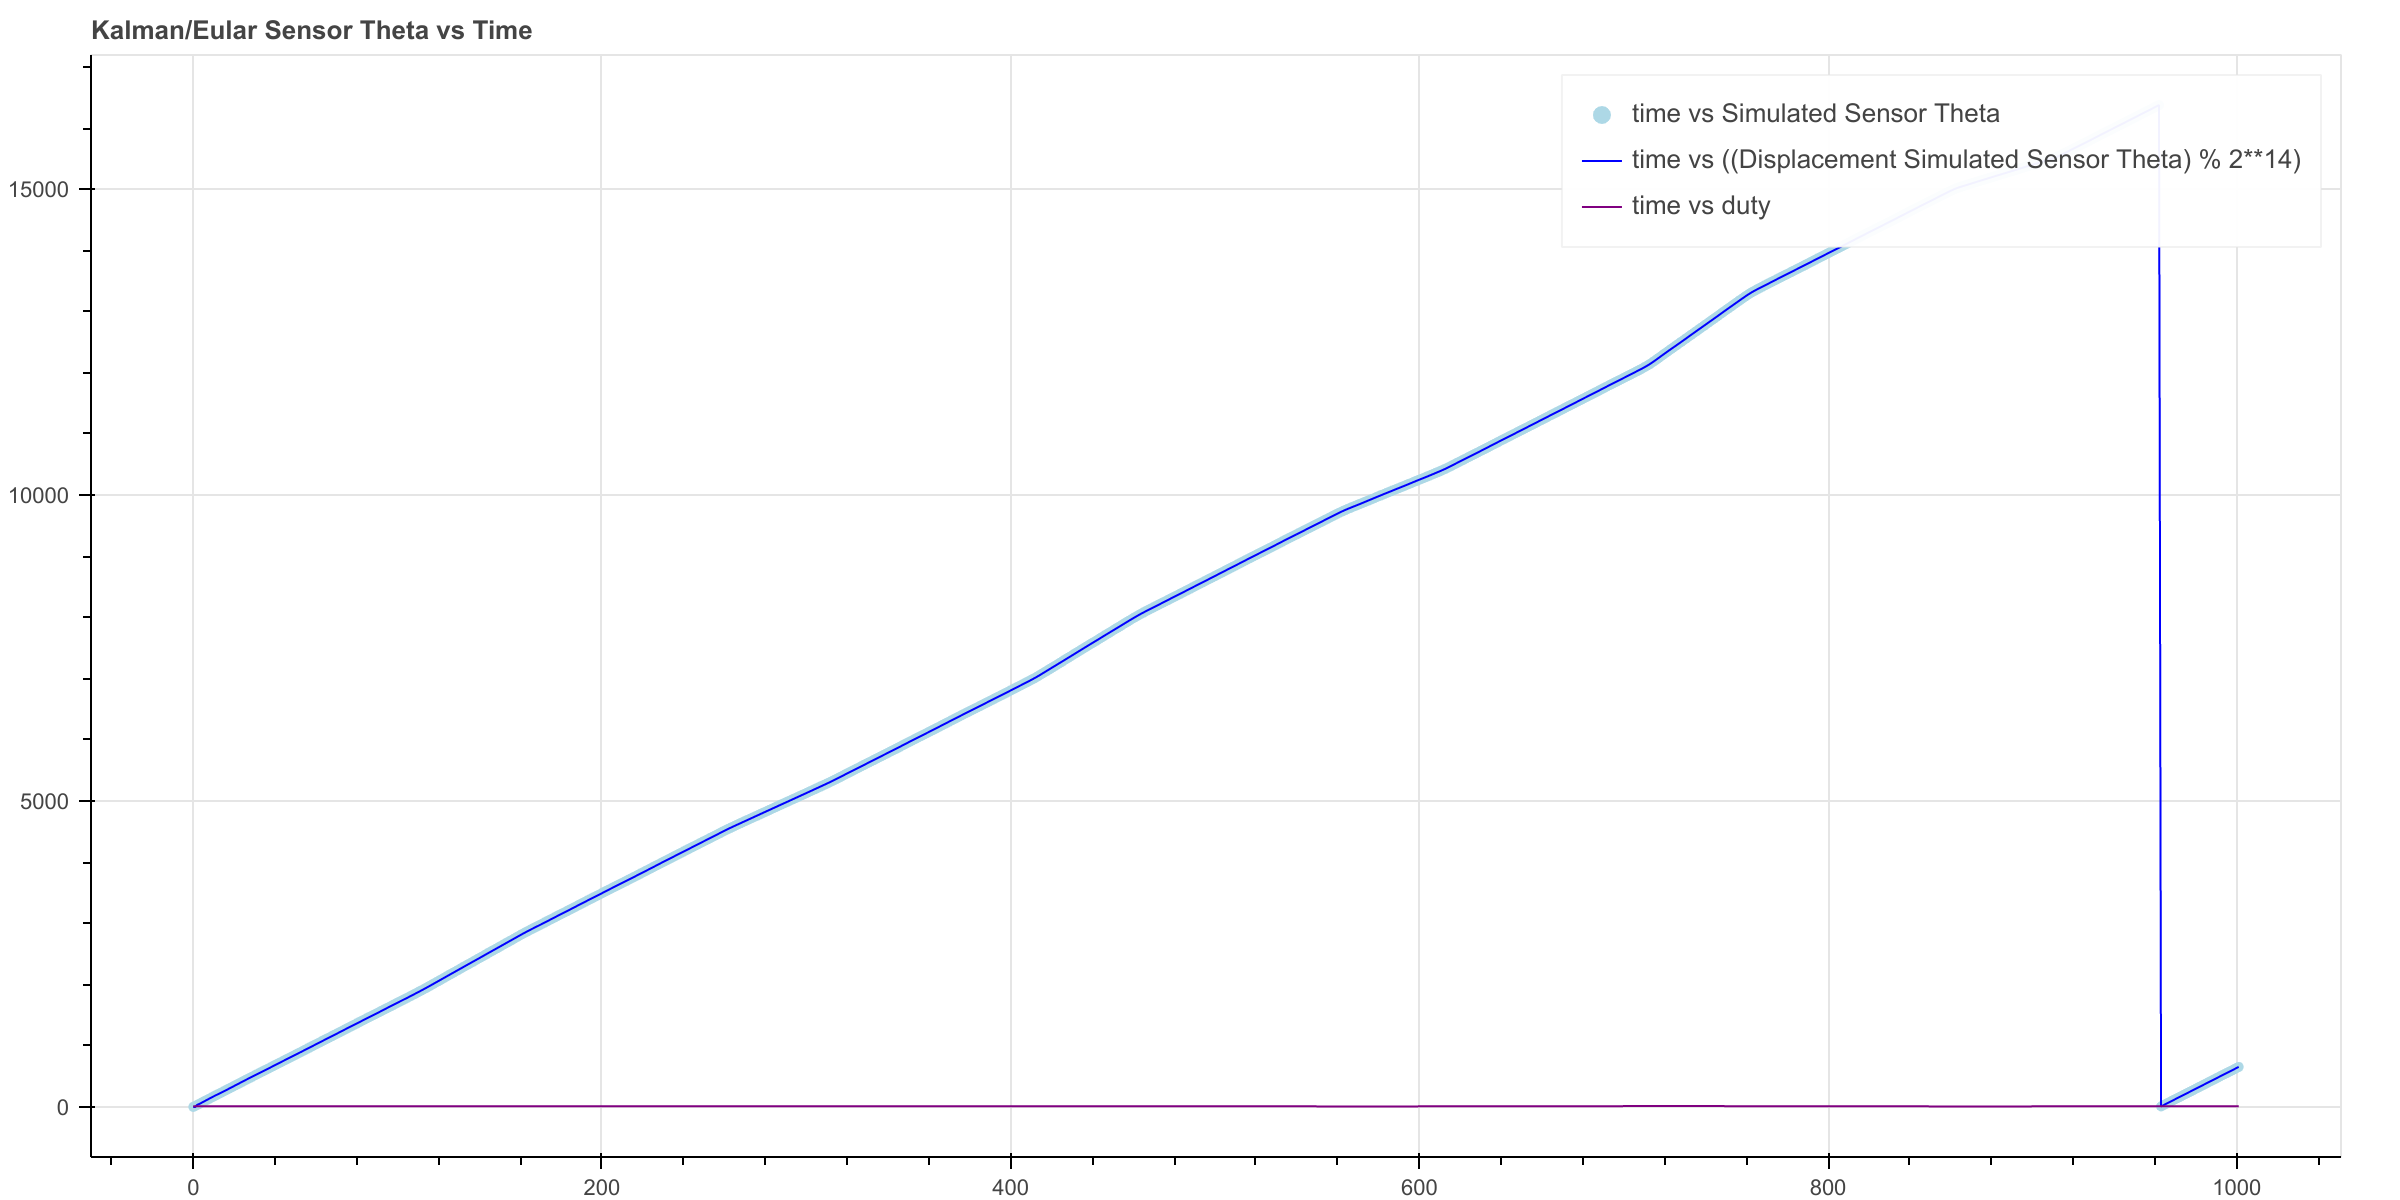 Kalman/Eular Sensor Theta vs Time
time vs Simulated Sensor Theta
time vs ((Displacement Simulated Sensor Theta) % 2**14)
time vs duty
15000
10000
5000
0
0 200 400 600 800 1000